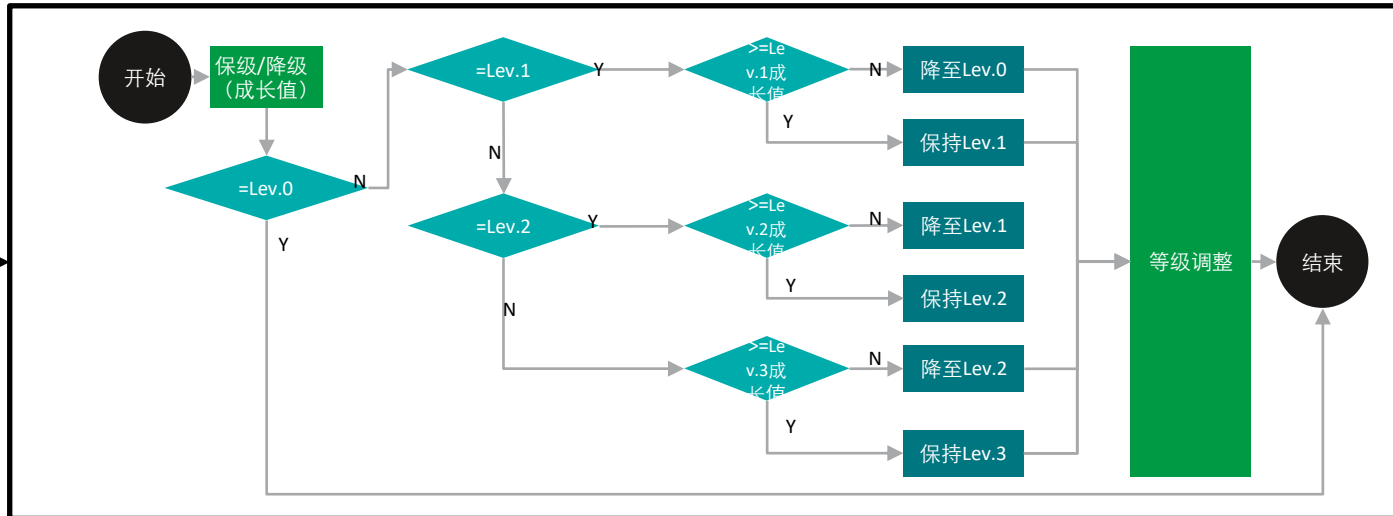 开始
保级/降级
（成长值）
=Lev.0
N
Y
=Lev.1
Y
N
=Lev.2
Y
N
>=Le
v.1成
长值
N
Y
降至Lev.0
保持Lev.1
>=Le
v.2成
长值
N
Y
降至Lev.1
保持Lev.2
>=Le
v.3成
长值
N
Y
降至Lev.2
保持Lev.3
等级调整
结束